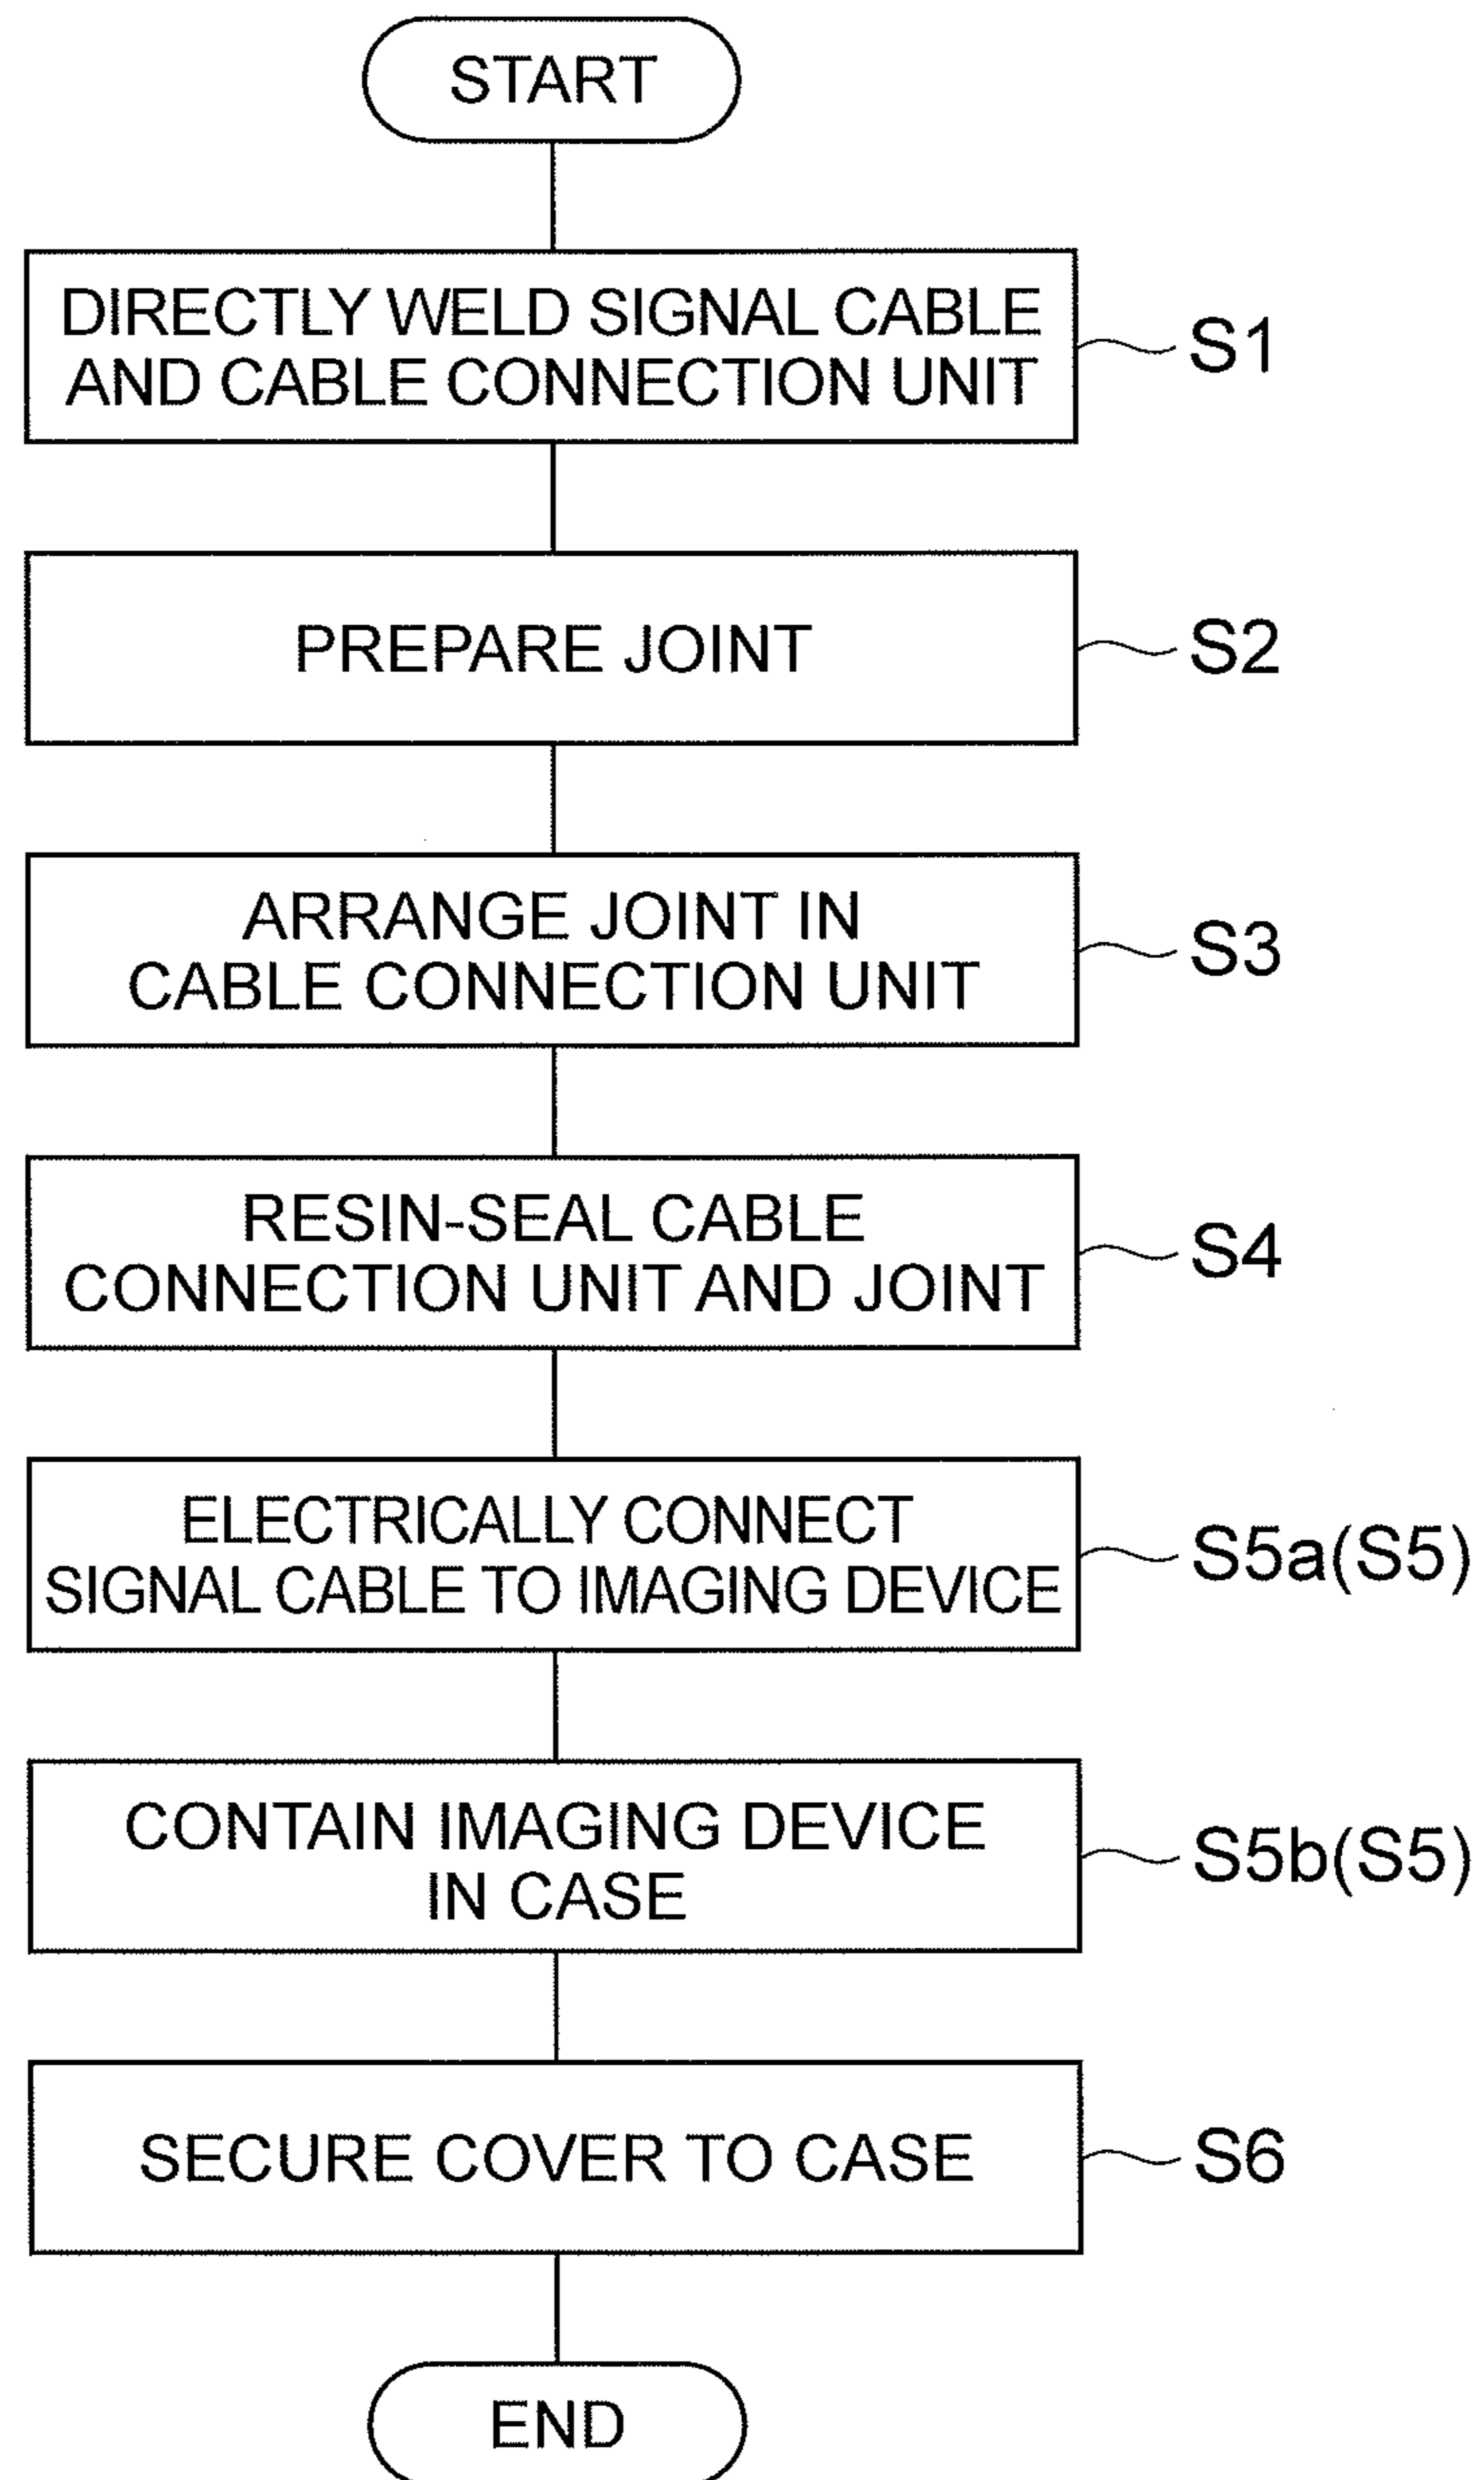 START
DIRECTLY WELD SIGNAL CABLE
AND CABLE CONNECTION UNIT
S1
PREPARE JOINT
S2
ARRANGE JOINT IN
CABLE CONNECTION UNIT
S3
RESIN-SEAL CABLE
CONNECTION UNIT AND JOINT
S4
ELECTRICALLY CONNECT
SIGNAL CABLE TO IMAGING DEVICE
S5a(S5)
CONTAIN IMAGING DEVICE
IN CASE
S5b(S5)
SECURE COVER TO CASE
S6
END